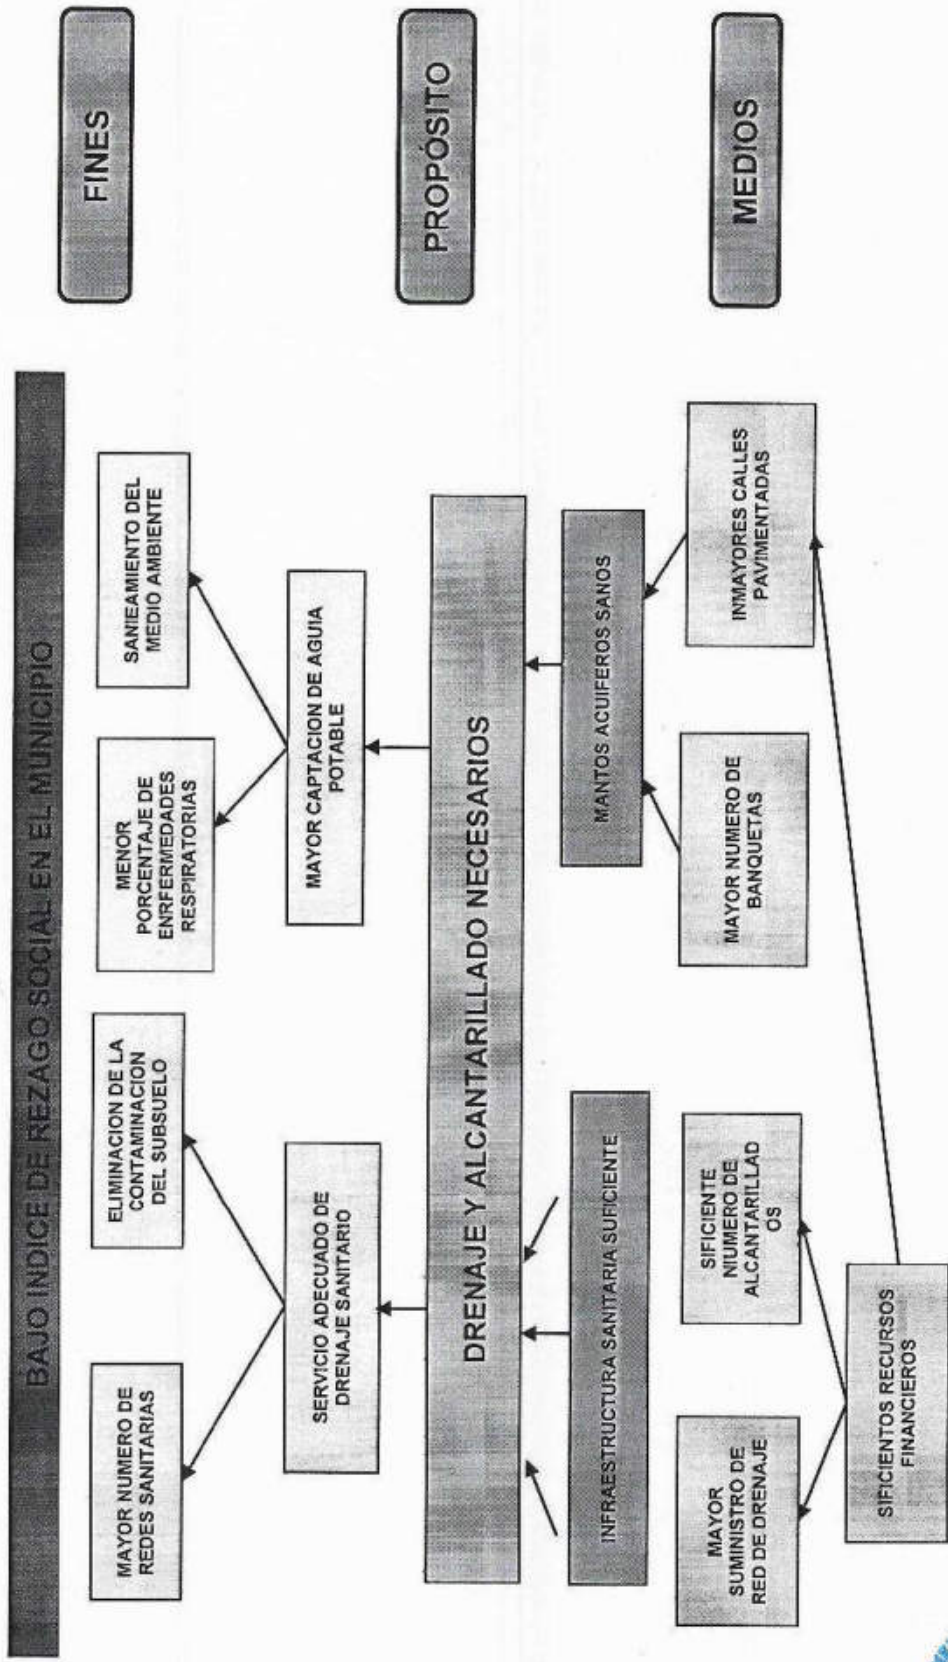 BAJO INDICE DE REZAGO SOCIAL EN EL MUNICIPIO
FINES
MAYOR NUMERO DE
REDES SANITARIAS
ELIMINACION DE LA
CONTAMINACION
DEL SUBSUELO
MENOR
PORCENTAJE DE
ENRFERMEDADES
RESPIRATORIAS
SANIEAMIENTO DEL
MEDIO AMBIENTE
SERVICIO ADECUADO DE
DRENAJE SANITARIO
MAYOR CAPTACION DE AGUIA
POTABLE
DRENAJE Y ALCANTARILLADO NECESARIOS
PROPÓSITO
INFRAESTRUCTURA SANITARIA SUFICIENTE
MANTOS ACUIFEROS SANOS
MAYOR
SUMINISTRO DE
RED DE DRENAJE
SIFICIENTE
NIUMERO DE
ALCANTARILLAD
OS
MAYOR NUMERO DE
BANQUETAS
INMAYORES CALLES
PAVIMENTADAS
MEDIOS
SIFICIENTOS RECURSOS
FINANCIEROS